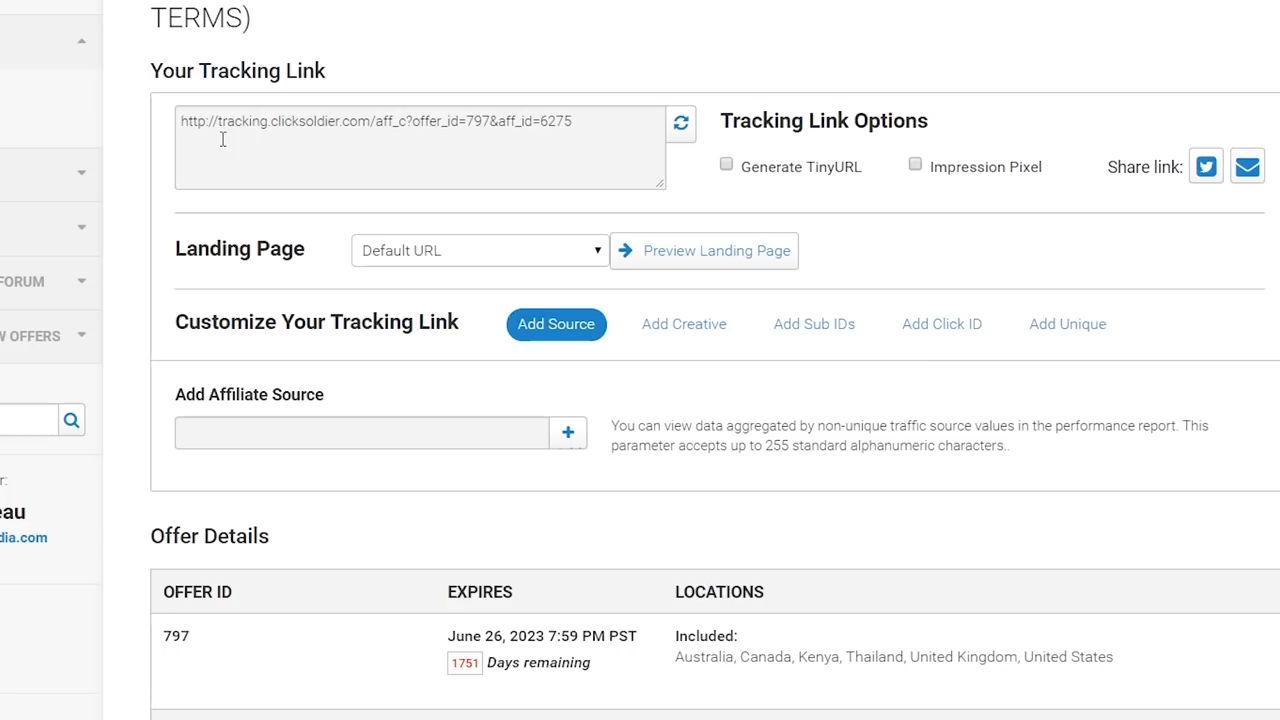 TERMS)
Your Tracking Link
http://tracking.clicksoldier.com/aff_c?offer_id=797&aff_id=6275
Tracking Link Options
Generate TinyURL
Impression Pixel
Share link:
Landing Page
Default URL
Preview Landing Page
FORUM
Customize Your Tracking Link
Add Source
Add Creative
Add Sub IDs
Add Click ID
Add Unique
W OFFERS
Add Affiliate Source
You can view data aggregated by non-unique traffic source values in the performance report. This
parameter accepts up to 255 standard alphanumeric characters..
r:
eau
dia.com
Offer Details
OFFER ID
EXPIRES
LOCATIONS
797
June 26, 2023 7:59 PM PST
Included:
1751 Days remaining
Australia, Canada, Kenya, Thailand, United Kingdom, United States